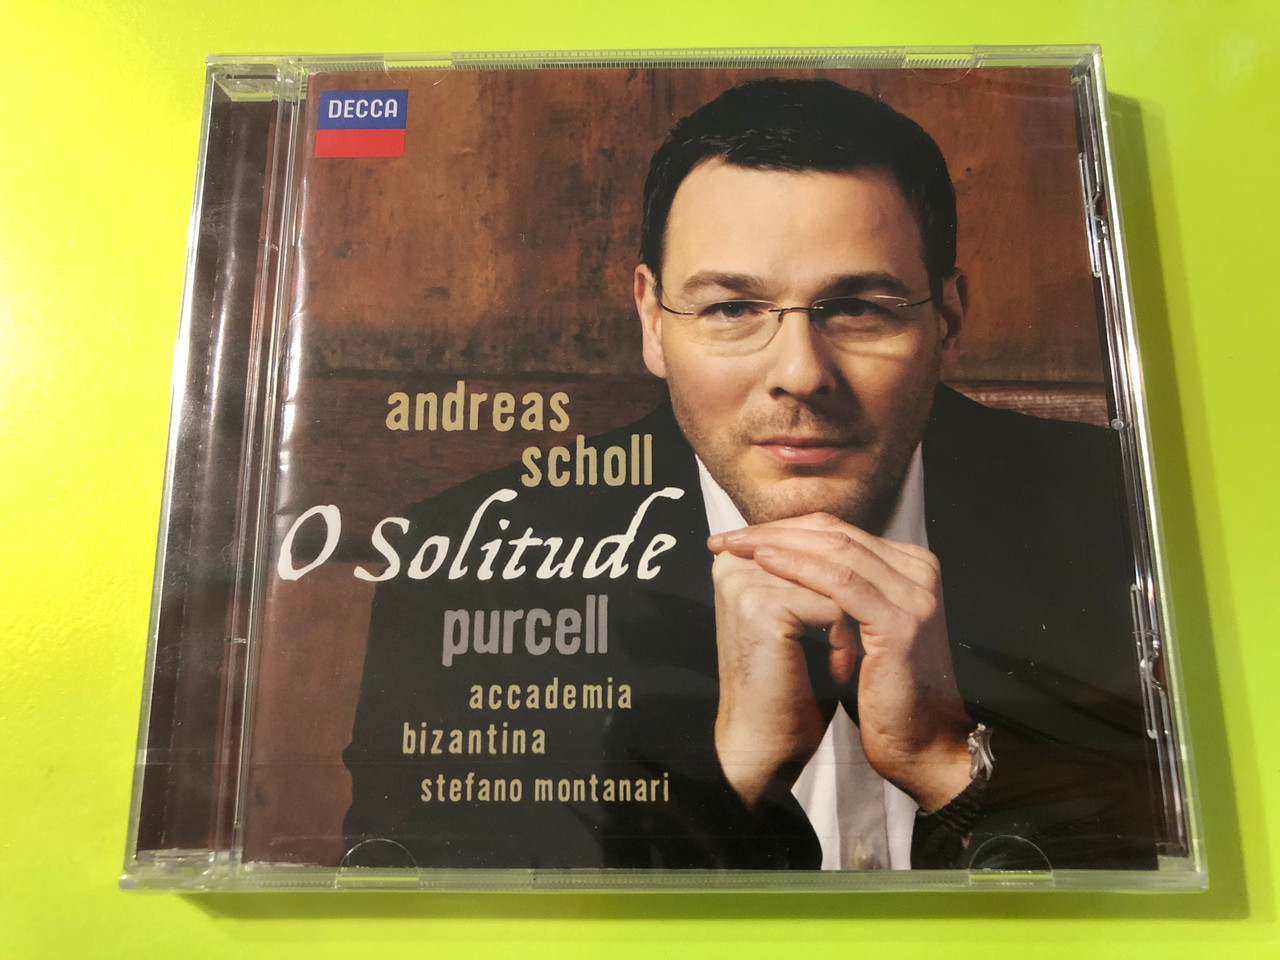 DECCA
andreas
scholl
O Solitude
purcell
accademia
bizantina
stefano montanari